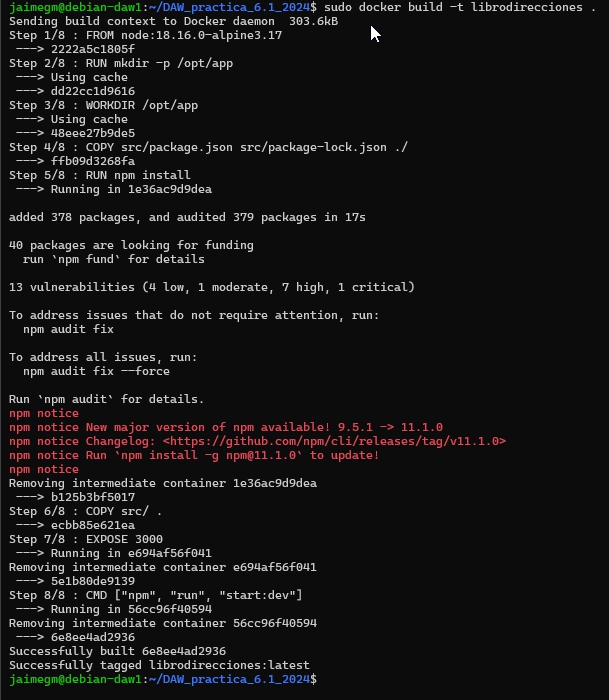 jaimegm@debian-daw1:~/DAW_practica_6.1_2024$ sudo docker build -t librodirecciones .
Sending build context to Docker daemon  303.6kB
Step 1/8 : FROM node:18.16.0-alpine3.17
 ---> 2222a5c1805f
Step 2/8 : RUN mkdir -p /opt/app
 ---> Using cache
 ---> dd22cc1d9616
Step 3/8 : WORKDIR /opt/app
 ---> Using cache
 ---> 48eee27b9de5
Step 4/8 : COPY src/package.json src/package-lock.json ./
 ---> ffb09d3268fa
Step 5/8 : RUN npm install
 ---> Running in 1e36ac9d9dea
added 378 packages, and audited 379 packages in 17s
40 packages are looking for funding
  run `npm fund` for details
13 vulnerabilities (4 low, 1 moderate, 7 high, 1 critical)
To address issues that do not require attention, run:
  npm audit fix
To address all issues, run:
  npm audit fix --force
Run `npm audit` for details.
npm notice
npm notice New major version of npm available! 9.5.1 -> 11.1.0
npm notice Changelog: <https://github.com/npm/cli/releases/tag/v11.1.0>
npm notice Run `npm install -g npm@11.1.0` to update!
npm notice
Removing intermediate container 1e36ac9d9dea
 ---> b125b3bf5017
Step 6/8 : COPY src/ .
 ---> ecbb85e621ea
Step 7/8 : EXPOSE 3000
 ---> Running in e694af56f041
Removing intermediate container e694af56f041
 ---> 5e1b80de9139
Step 8/8 : CMD ["npm", "run", "start:dev"]
 ---> Running in 56cc96f40594
Removing intermediate container 56cc96f40594
 ---> 6e8ee4ad2936
Successfully built 6e8ee4ad2936
Successfully tagged librodirecciones:latest
jaimegm@debian-daw1:~/DAW_practica_6.1_2024$